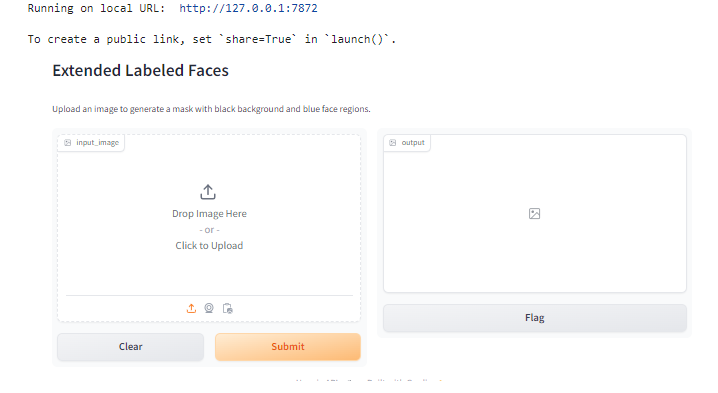 Running on local URL:  http://127.0.0.1:7872
To create a public link, set `share=True` in `launch()`.
Extended Labeled Faces
Upload an image to generate a mask with black background and blue face regions.
input_image
output
Drop Image Here
- or -
Click to Upload
Flag
Clear
Submit